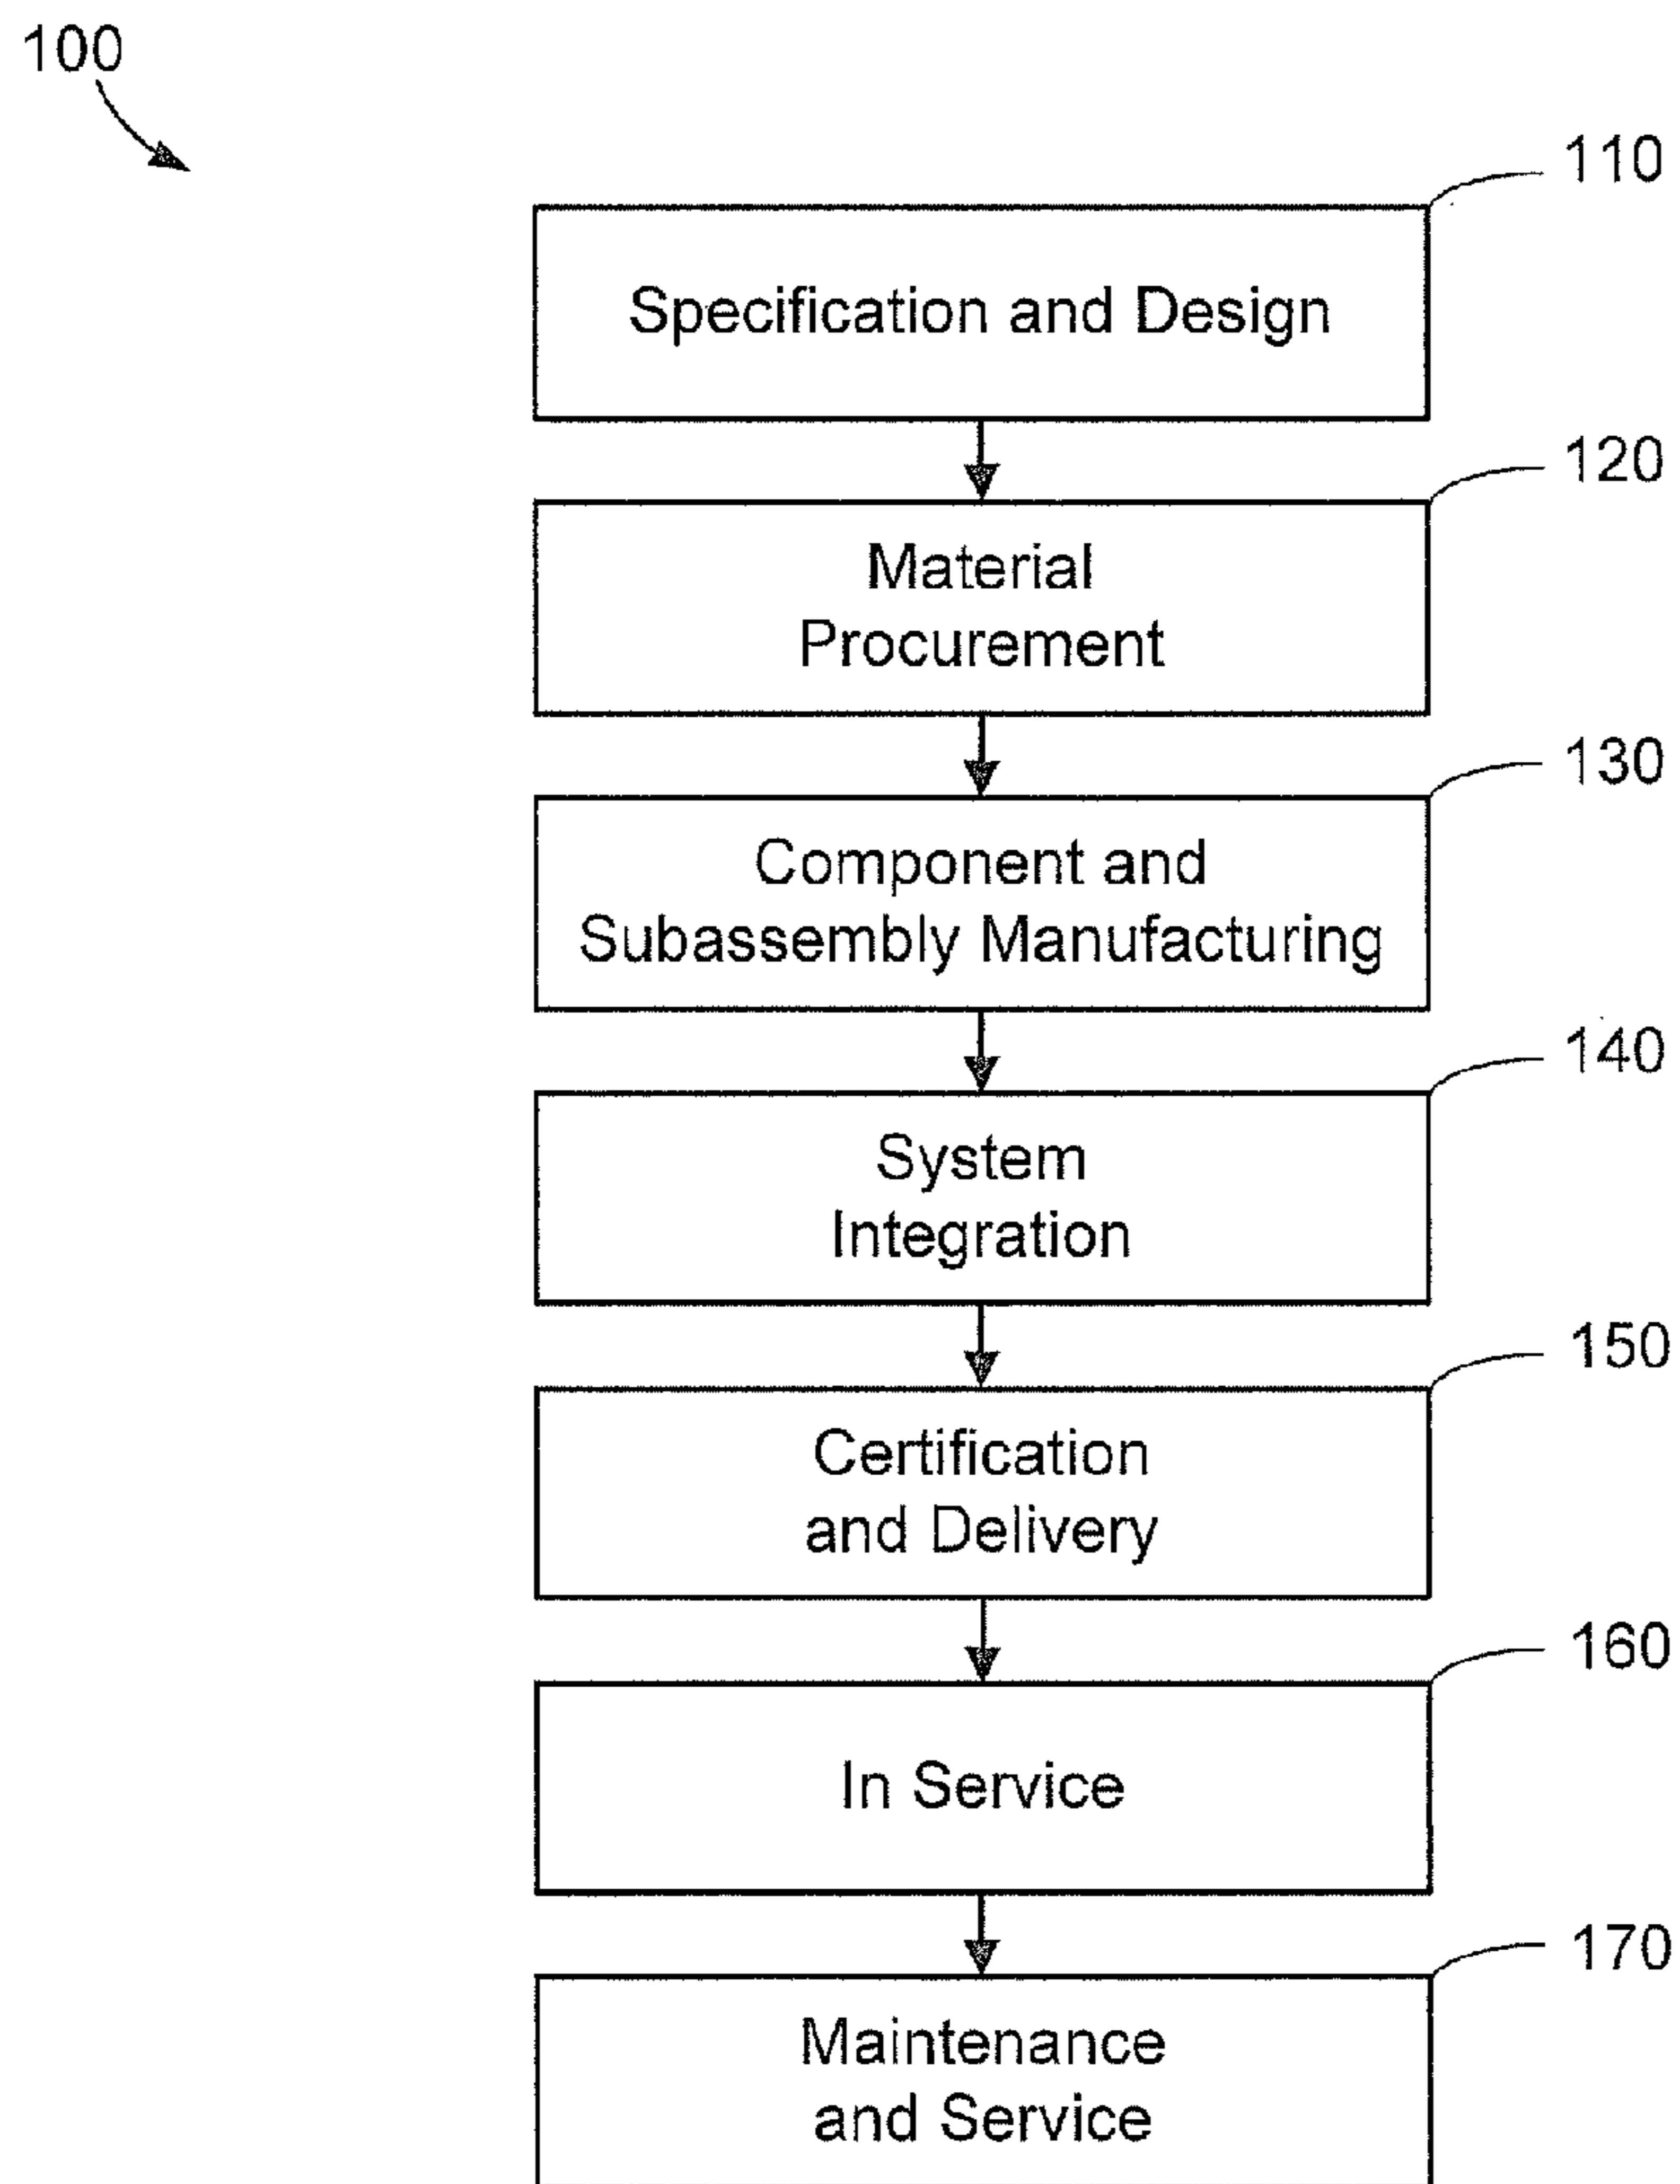 100
110
Specification and Design
120
Material
Procurement
130
Component and
Subassembly Manufacturing
140
System
Integration
150
Certification
and Delivery
160
In Service
170
Maintenance
and Service